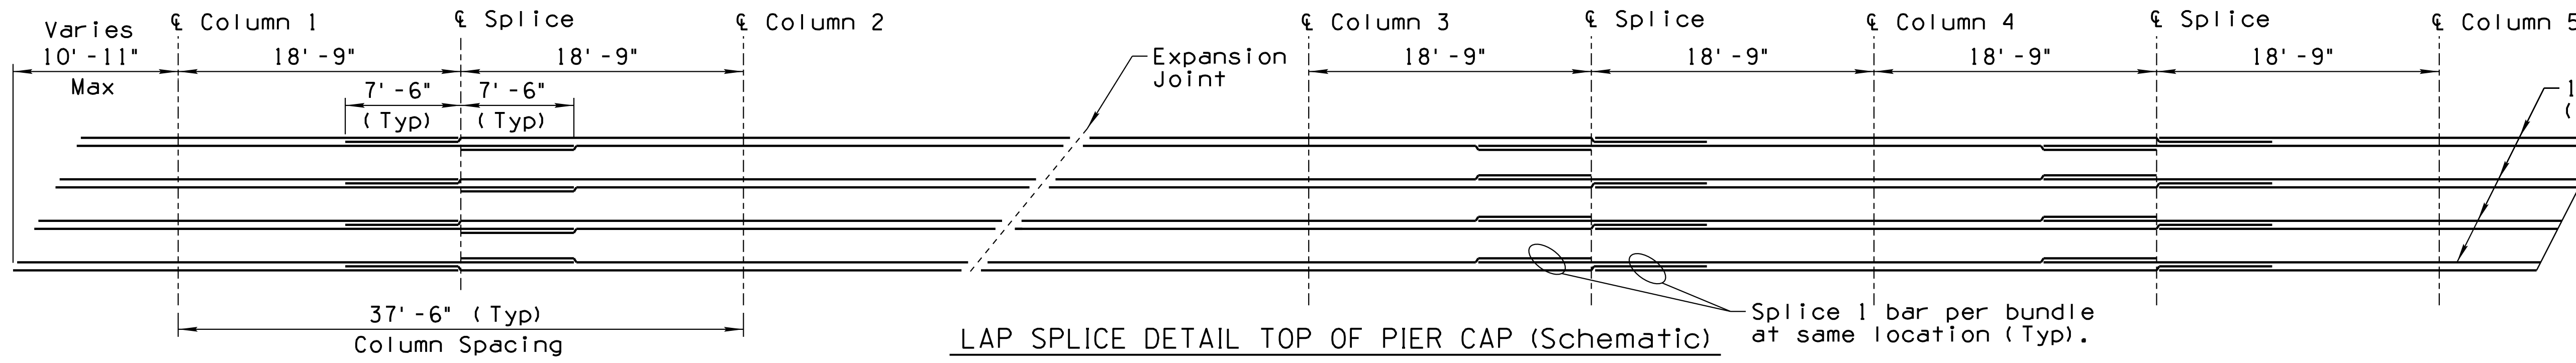 Varies
10'-11"
Max
℄ Column 1
℄ Splice
℄ Column 2
℄ Column 3
℄ Splice
℄ Column 4
℄ Splice
℄ Column 5
18'-9"
18'-9"
18'-9"
18'-9"
18'-9"
18'-9"
7'-6"
(Typ)
7'-6"
(Typ)
Expansion
Joint
1
(
37'-6" (Typ)
Column Spacing
LAP SPLICE DETAIL TOP OF PIER CAP (Schematic)
Splice 1 bar per bundle
at same location (Typ).